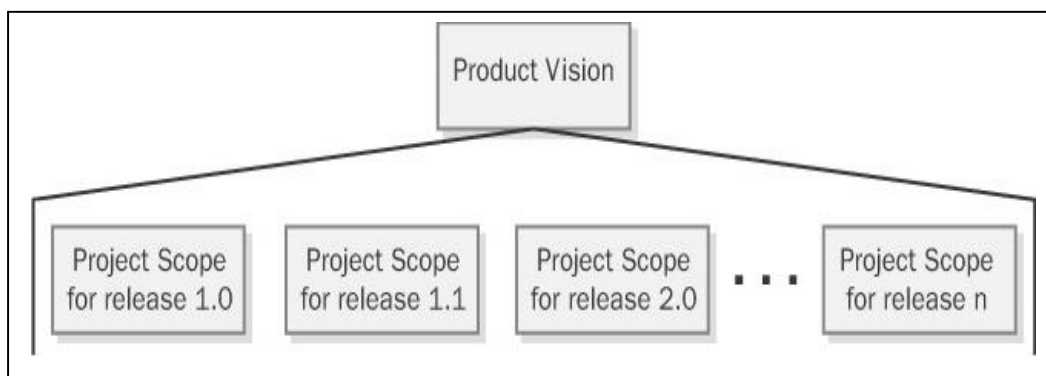 Product Vision
Project Scope
for release 1.0
Project Scope
for release 1.1
Project Scope
for release 2.0
...
Project Scope
for release n